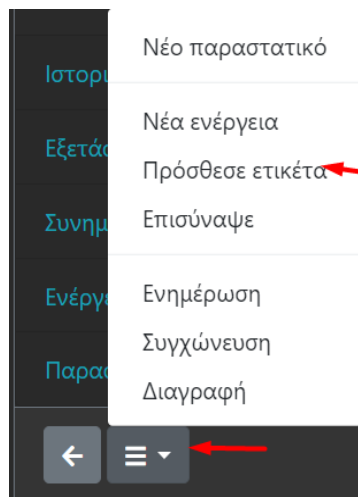 Νέο παραστατικό
Νέα ενέργεια
Πρόσθεσε ετικέτα
Επισύναψε
Ενημέρωση
Συγχώνευση
Διαγραφή